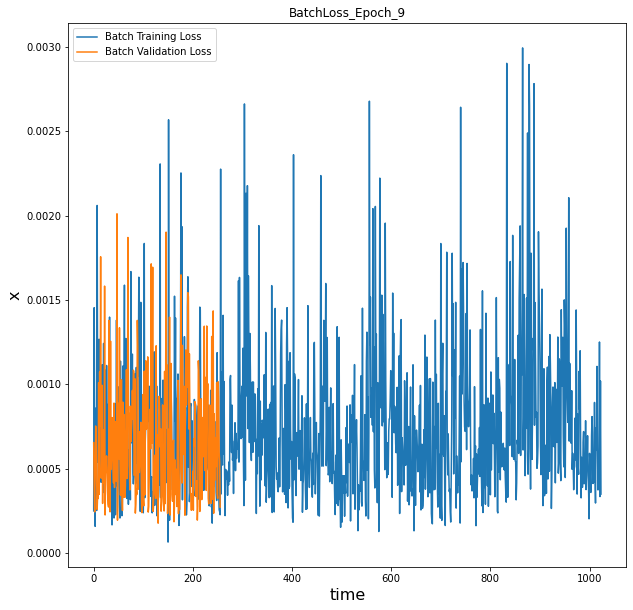 BatchLoss_Epoch_9
Batch Training Loss
Batch Validation Loss
0.0030
0.0025
0.0020
0.0015
0.0010
0.0005
0.0000
x
0
200
400
600
800
1000
time